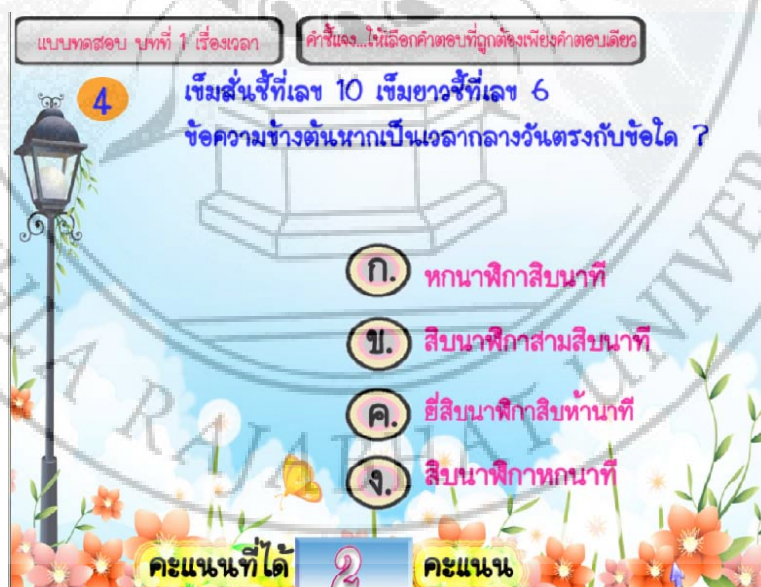 แบบทดสอบ บทที่ 1 เรื่องเวลา
คำชี้แจง...ให้เลือกคำตอบที่ถูกต้องเพียงคำตอบเดียว
4
เข็มสั้นชี้ที่เลข 10 เข็มยาวชี้ที่เลข 6
ข้อความข้างต้นหากเป็นเวลากลางวันตรงกับข้อใด ?
ก. หกนาฬิกาสิบนาที
ข. สิบนาฬิกาสามสิบนาที
ค. ยี่สิบนาฬิกาสิบห้านาที
ง. สิบนาฬิกาหกนาที
RAJABHAT
คะแนนที่ได้ 2 คะแนน